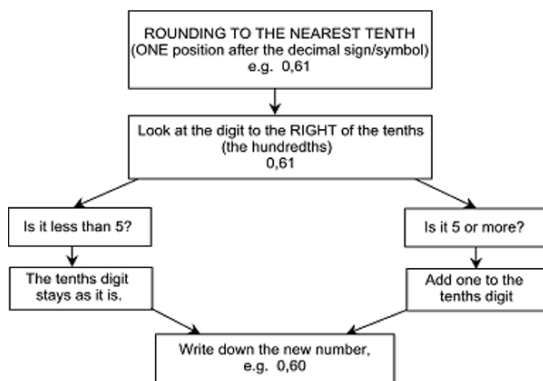 ROUNDING TO THE NEAREST TENTH
(ONE position after the decimal sign/symbol)
e.g. 0,61
Look at the digit to the RIGHT of the tenths
(the hundredths)
0,61
Is it less than 5?
Is it 5 or more?
The tenths digit
stays as it is.
Add one to the
tenths digit
Write down the new number,
e.g. 0,60